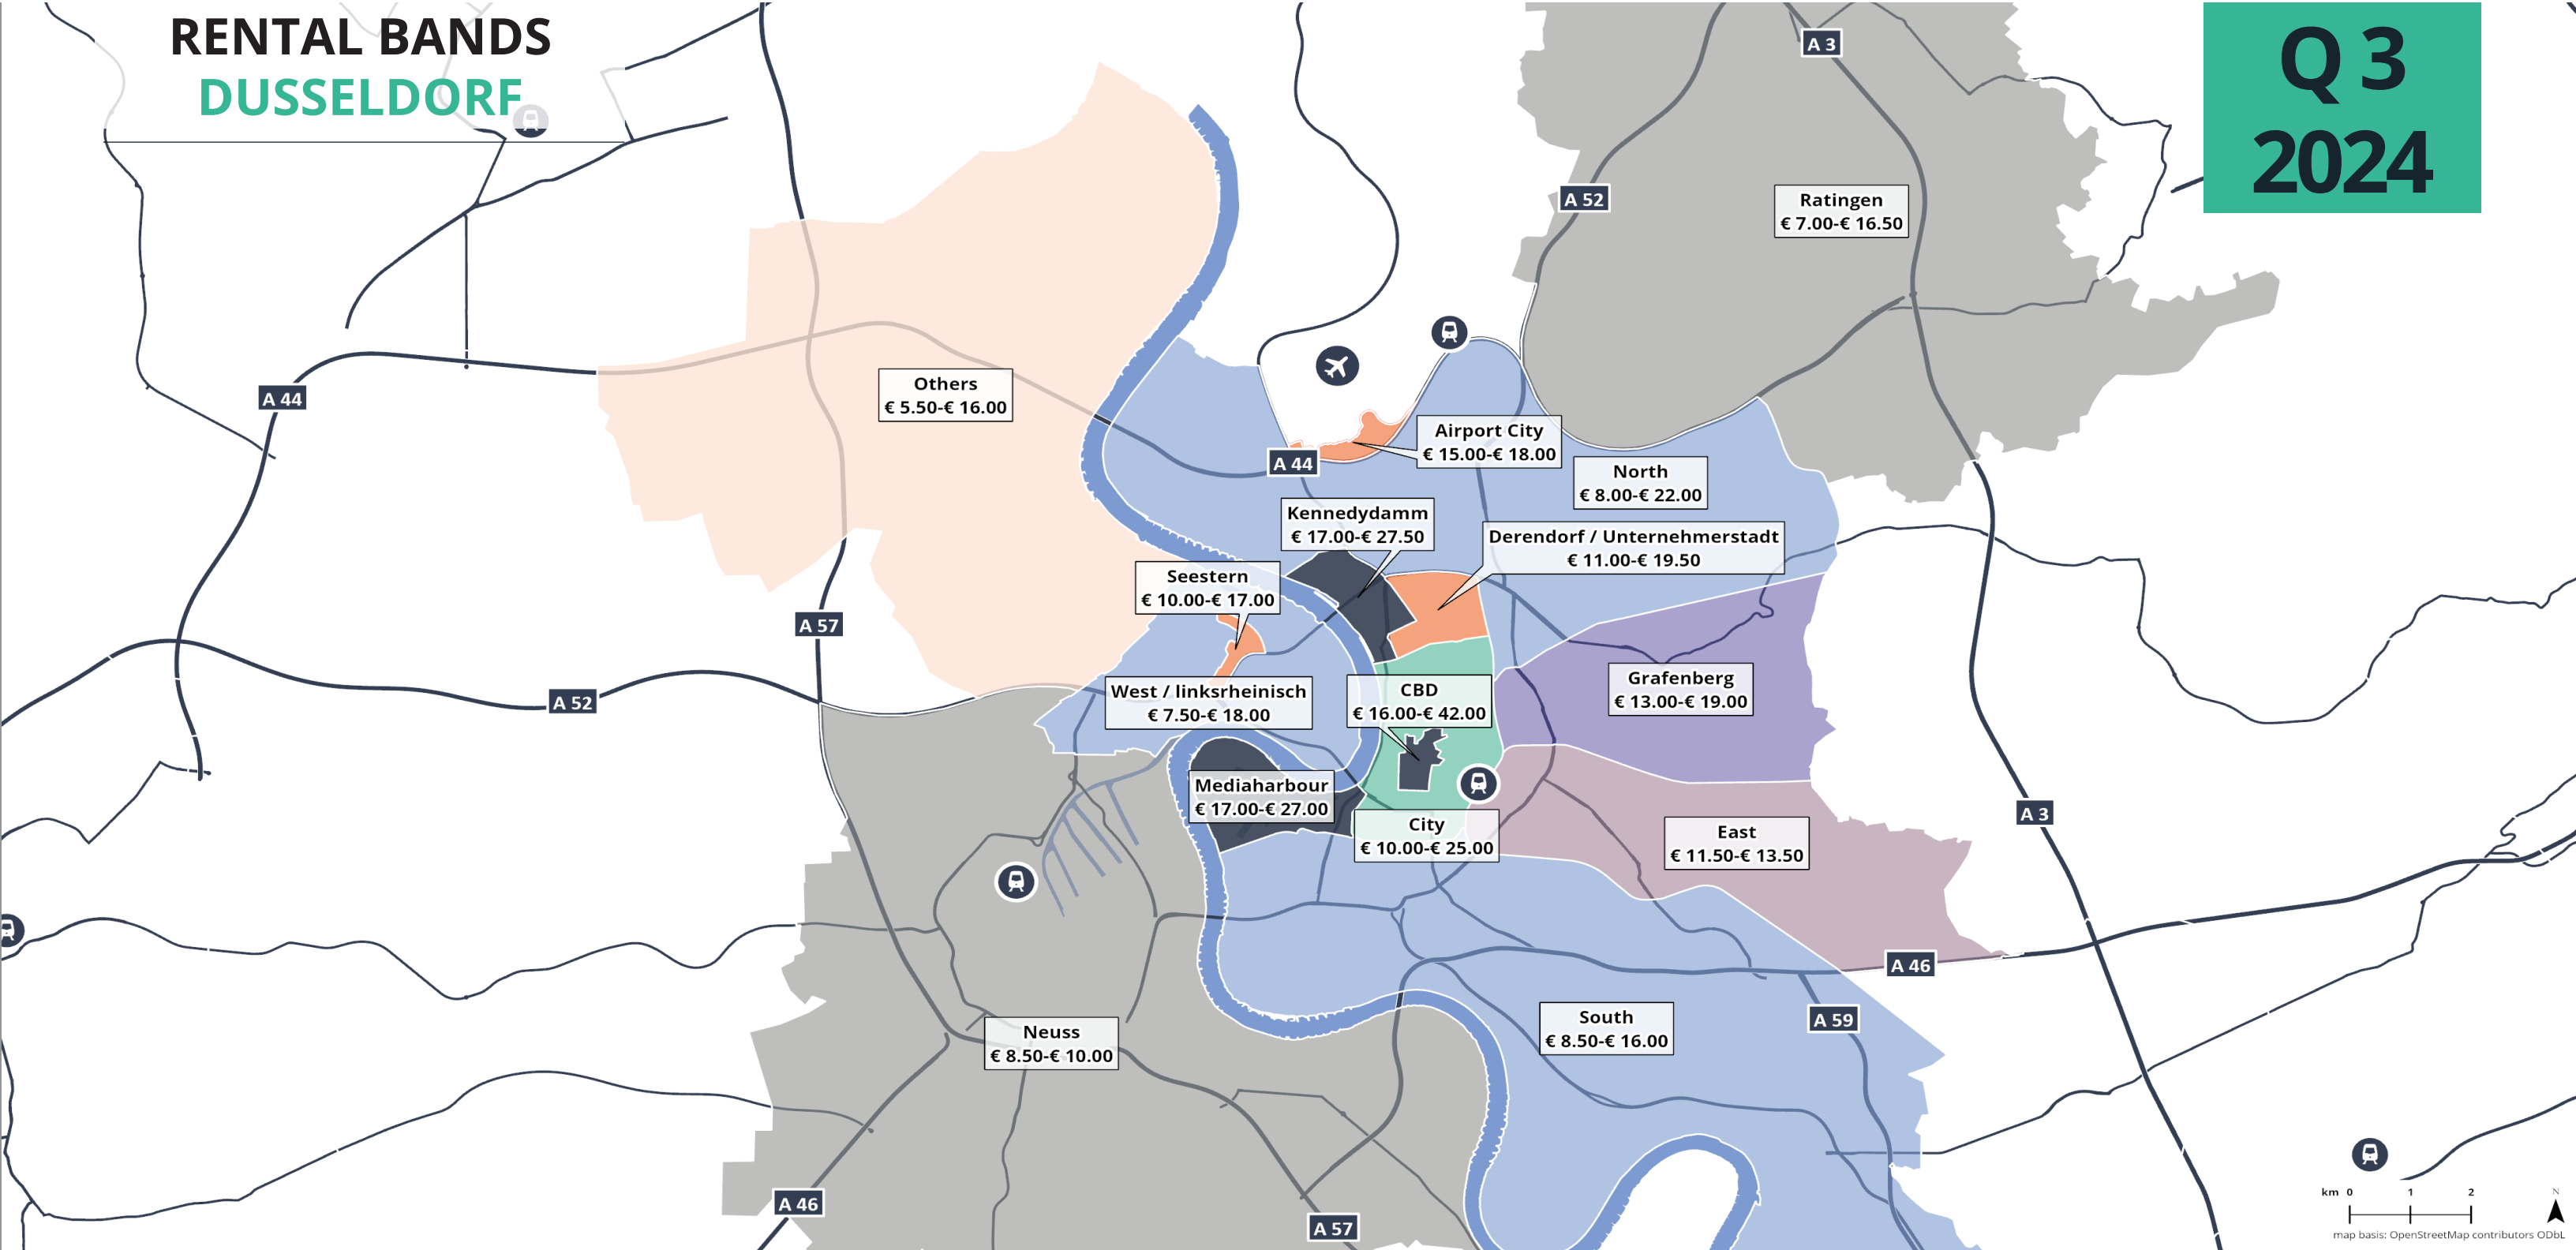 RENTAL BANDS
DUSSELDORF
Q 3
2024
A 3
A 52
Ratingen
€ 7.00-€ 16.50
Others
€ 5.50-€ 16.00
A 44
Airport City
€ 15.00-€ 18.00
A 44
North
€ 8.00-€ 22.00
Kennedydamm
€ 17.00-€ 27.50
Derendorf / Unternehmerstadt
€ 11.00-€ 19.50
Seestern
€ 10.00-€ 17.00
A 57
A 52
West / linksrheinisch
€ 7.50-€ 18.00
CBD
€ 16.00-€ 42.00
Grafenberg
€ 13.00-€ 19.00
Mediaharbour
€ 17.00-€ 27.00
City
€ 10.00-€ 25.00
East
€ 11.50-€ 13.50
A 3
A 46
South
€ 8.50-€ 16.00
A 59
Neuss
€ 8.50-€ 10.00
A 46
A 57
km 0 1 2
N
map basis: OpenStreetMap contributors ODbL